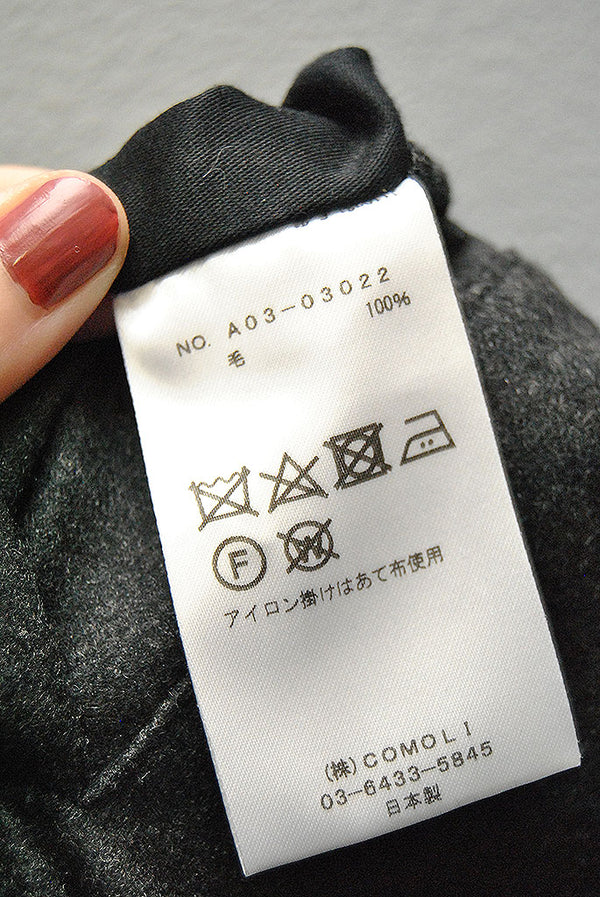 NO. A03-03022
毛 100%
F W
アイロン掛けはあて布使用
(株)COMOLI
03-6433-5845
日本製